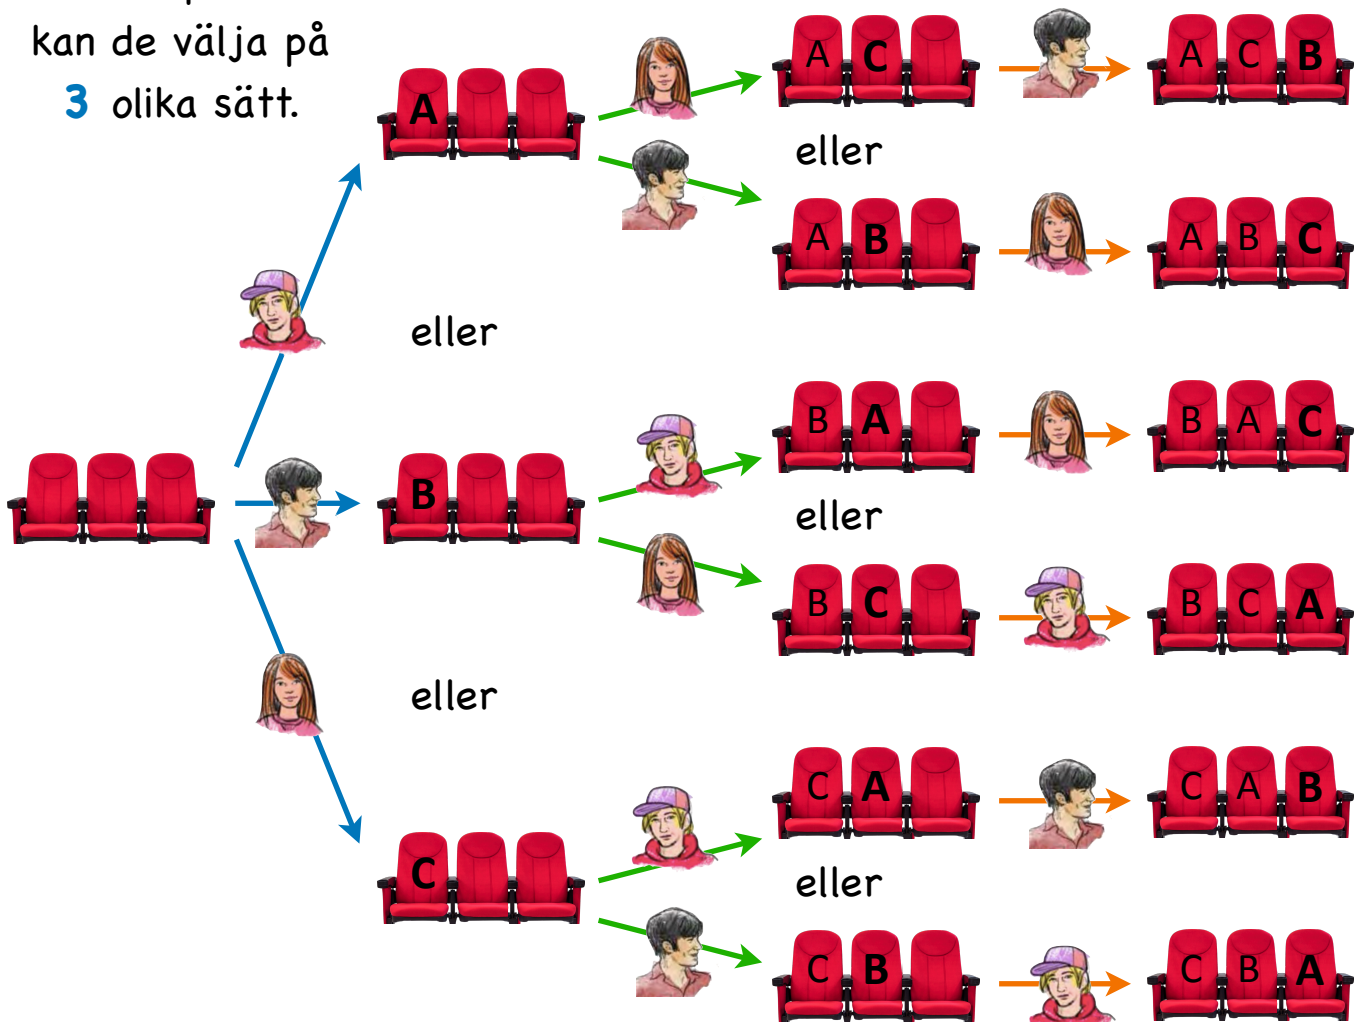 kan de välja på
3 olika sätt.
A
A C
A C B
eller
A B
A B C
eller
B A
B A C
B
eller
B C
B C A
eller
C A
C A B
C
eller
C B
C B A